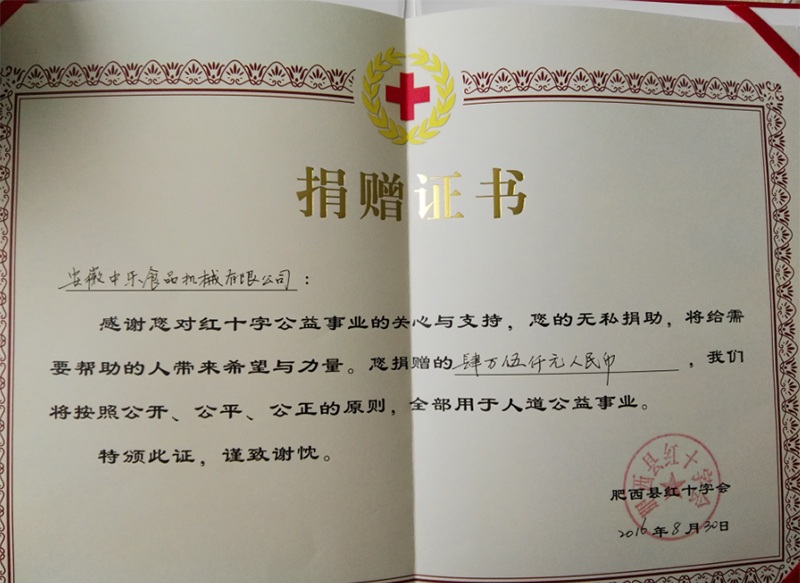 捐赠证书
安徽中乐食品机械有限公司：
感谢您对红十字公益事业的关心与支持，您的无私捐助，将给需
要帮助的人带来希望与力量。您捐赠的肆万伍仟元人民币，我们
将按照公开、公平、公正的原则，全部用于人道公益事业。
特颁此证，谨致谢忱。
肥西县红十字会
肥西县红十字会
2016年8月30日